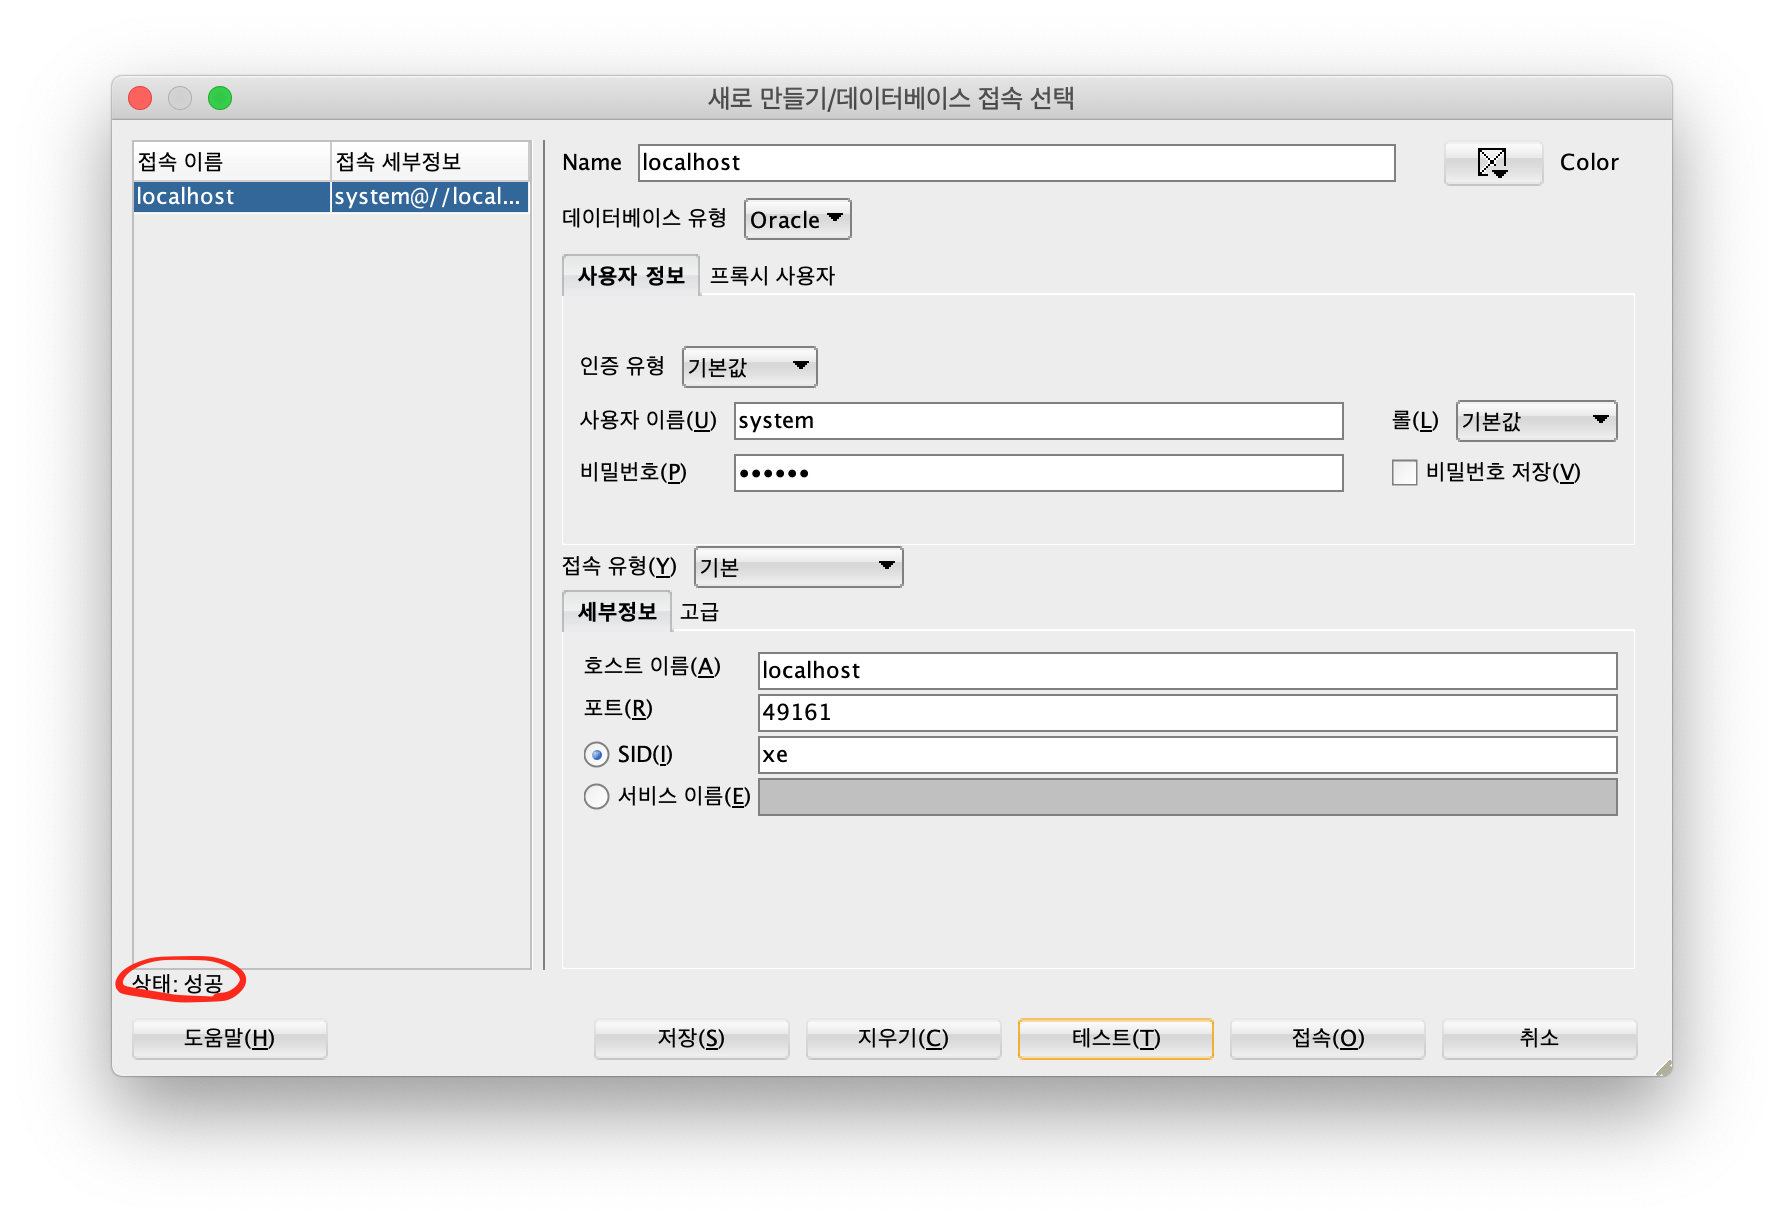 새로 만들기/데이터베이스 접속 선택
접속 이름 접속 세부정보
localhost system@//local...
Name localhost Color
데이터베이스 유형 Oracle
사용자 정보 프록시 사용자
인증 유형 기본값
사용자 이름(U) system 롤(L) 기본값
비밀번호(P) •••••• 비밀번호 저장(V)
접속 유형(Y) 기본
세부정보 고급
호스트 이름(A) localhost
포트(R) 49161
SID(I) xe
서비스 이름(E)
상태: 성공
도움말(H) 저장(S) 지우기(C) 테스트(T) 접속(O) 취소